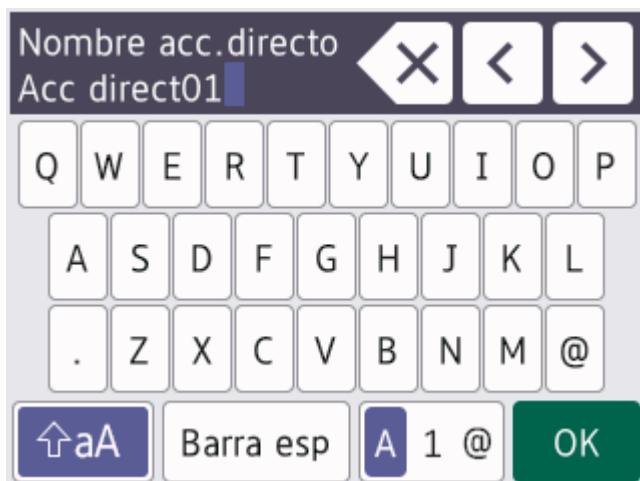 Nombre acc.directo
Acc direct01
Q W E R T Y U I O P
A S D F G H J K L
. Z X C V B N M @
aA Barra esp A 1 @ OK